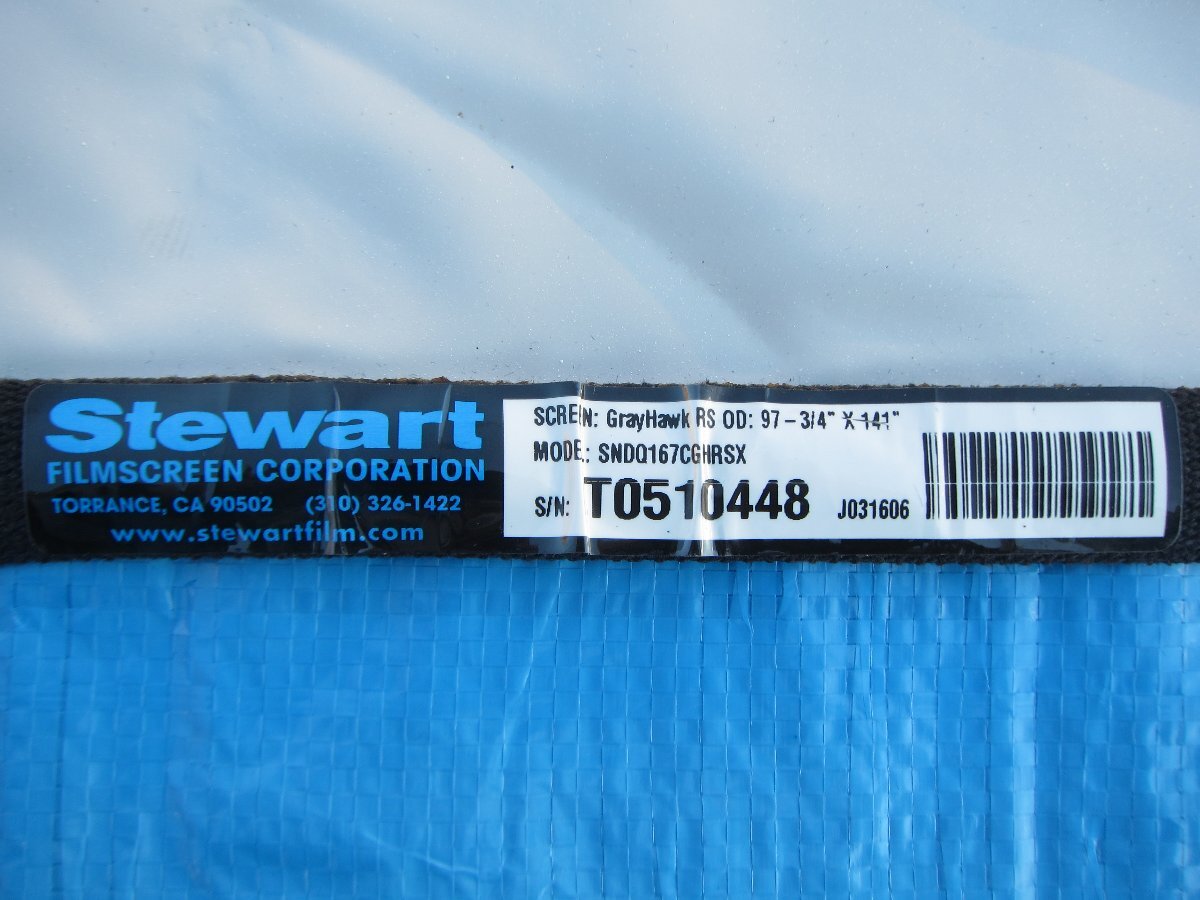 Stewart
FILMSCREEN CORPORATION
TORRANCE, CA 90502 (310) 326-1422
www.stewartfilm.com
SCREEN: GrayHawk RS OD: 97-3/4" X 141"
MODEL: SNDQ167CGHRSX
S/N: T0510448 J031606